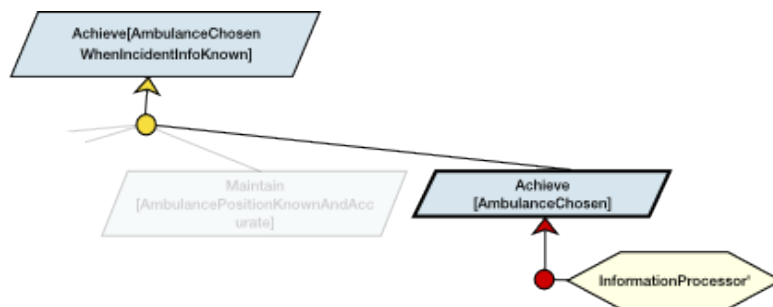 Achieve[AmbulanceChosen
WhenIncidentInfoKnown]
Maintain
[AmbulancePositionKnownAndAcc
urate]
Achieve
[AmbulanceChosen]
InformationProcessor'